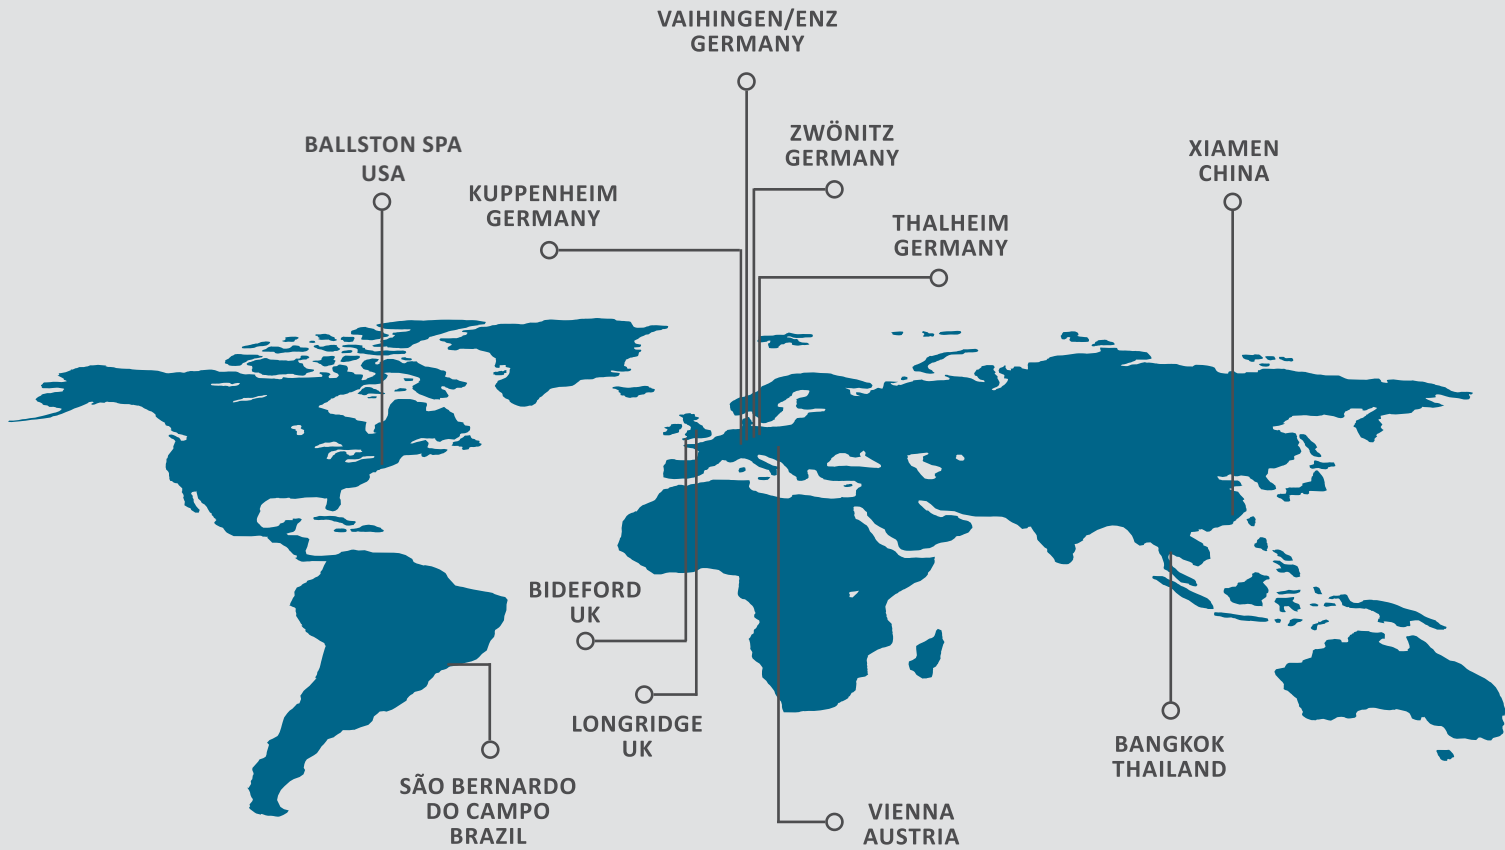 VAIHINGEN/ENZ
GERMANY
ZWÖNITZ
GERMANY
BALLSTON SPA
USA
XIAMEN
CHINA
KUPPENHEIM
GERMANY
THALHEIM
GERMANY
BIDEFORD
UK
LONGRIDGE
UK
BANGKOK
THAILAND
SÃO BERNARDO
DO CAMPO
BRAZIL
VIENNA
AUSTRIA